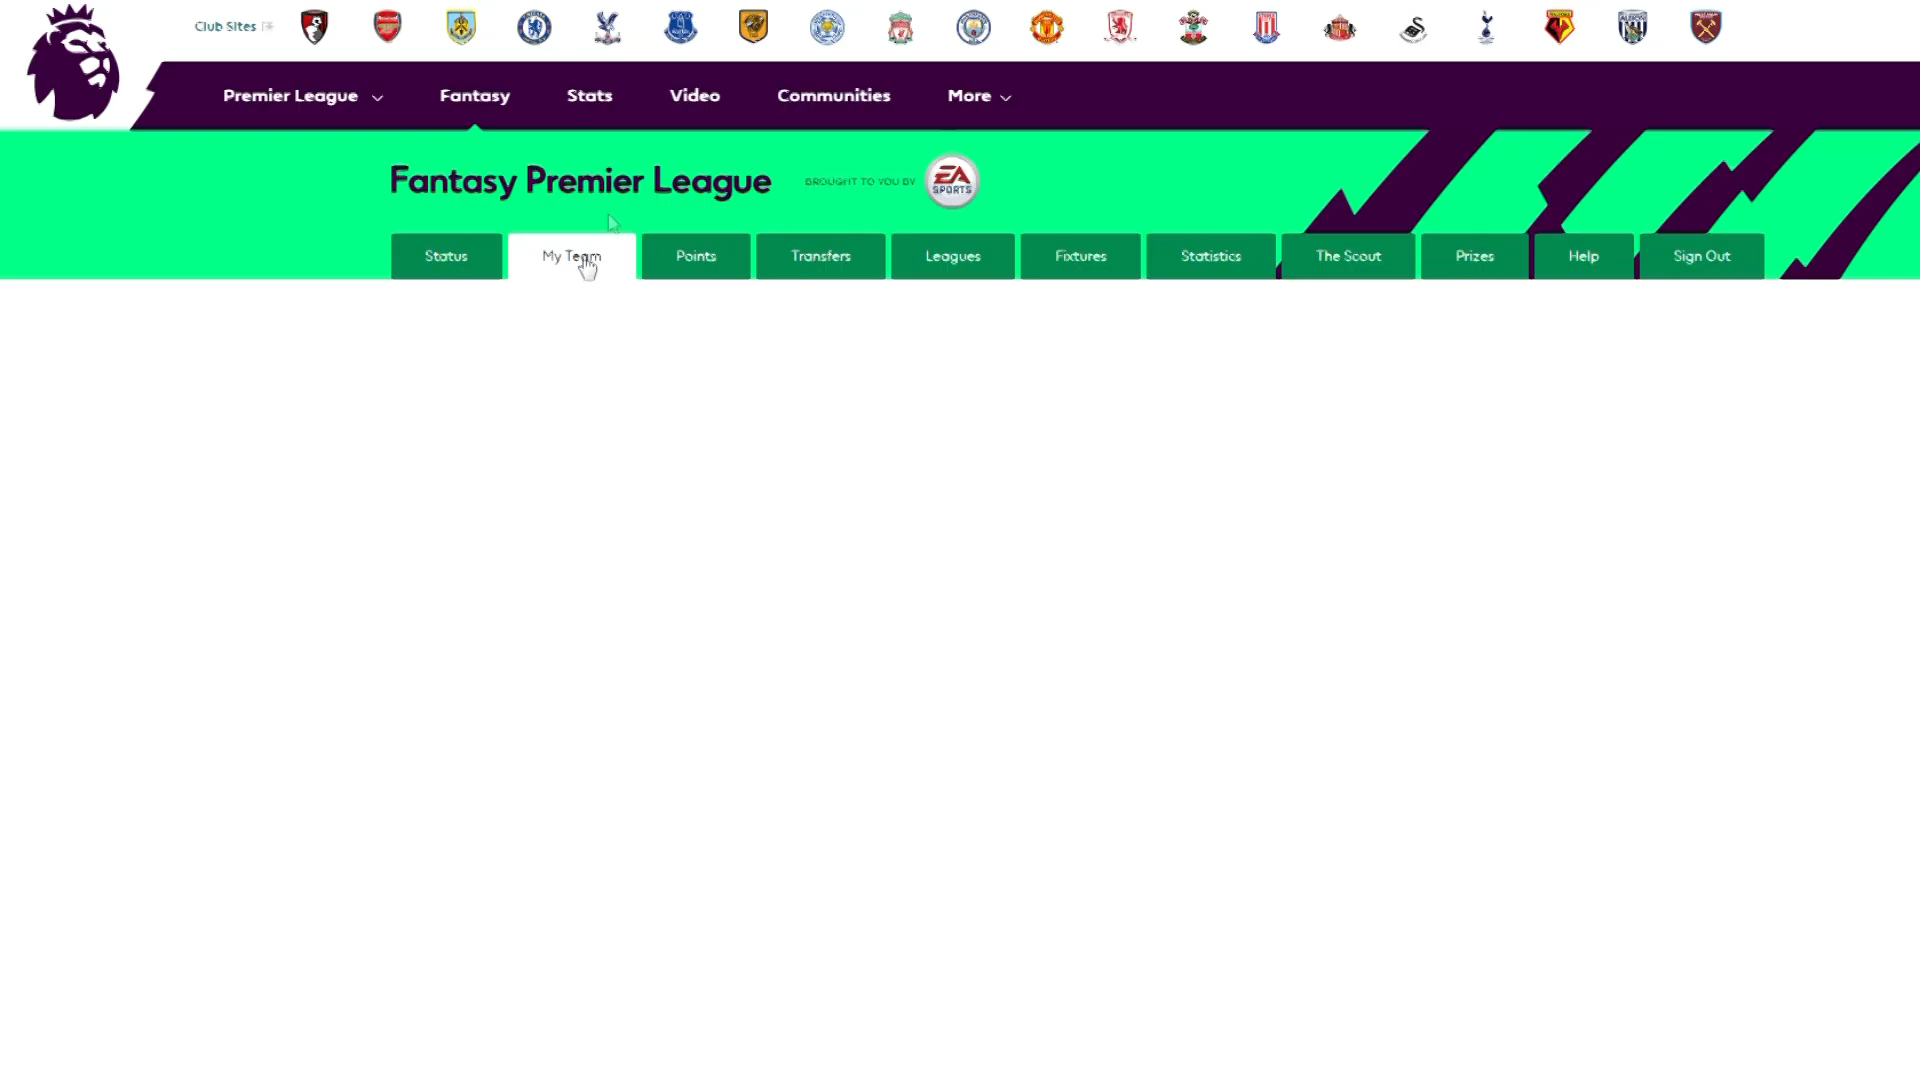 Club Sites
Premier League
Fantasy
Stats
Video
Communities
More
Fantasy Premier League
BROUGHT TO YOU BY
EA
SPORTS
Status
My Team
Points
Transfers
Leagues
Fixtures
Statistics
The Scout
Prizes
Help
Sign Out